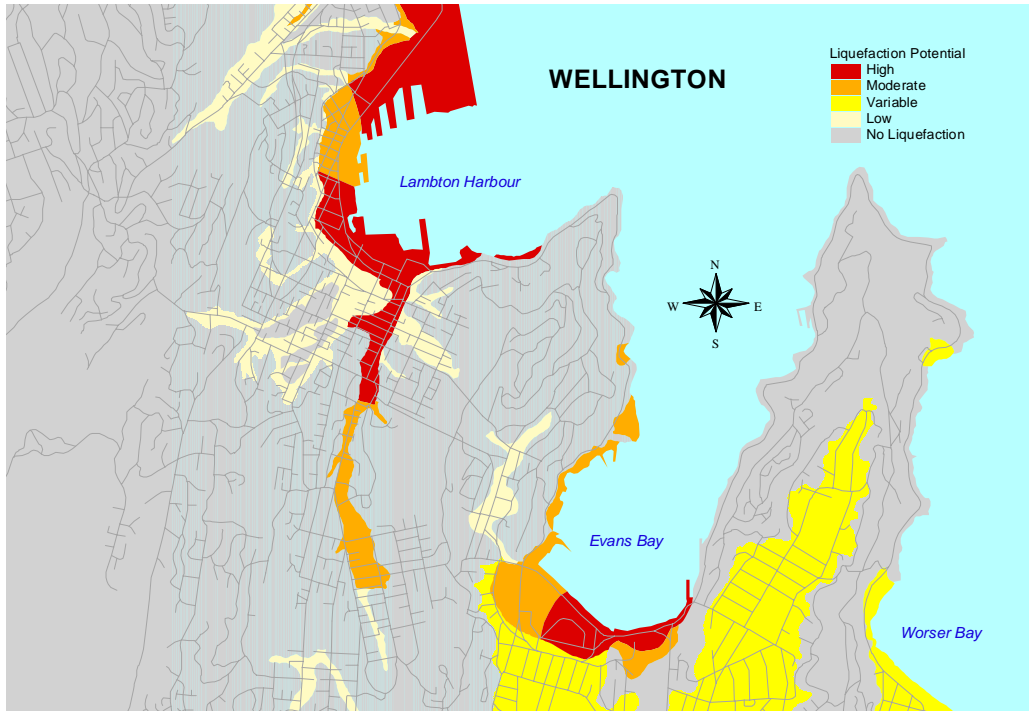 WELLINGTON
Liquefaction Potential
High
Moderate
Variable
Low
No Liquefaction
Lambton Harbour
N
W
E
S
Evans Bay
Worser Bay